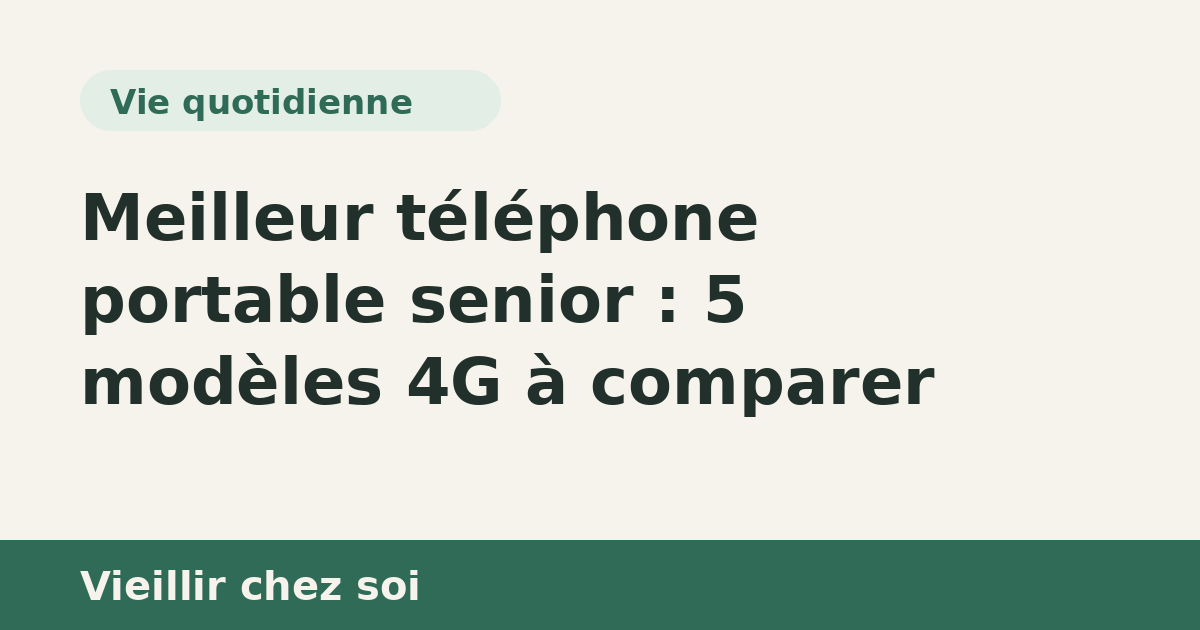 Vie quotidienne
Meilleur téléphone
portable senior : 5
modèles 4G à comparer
Vieillir chez soi